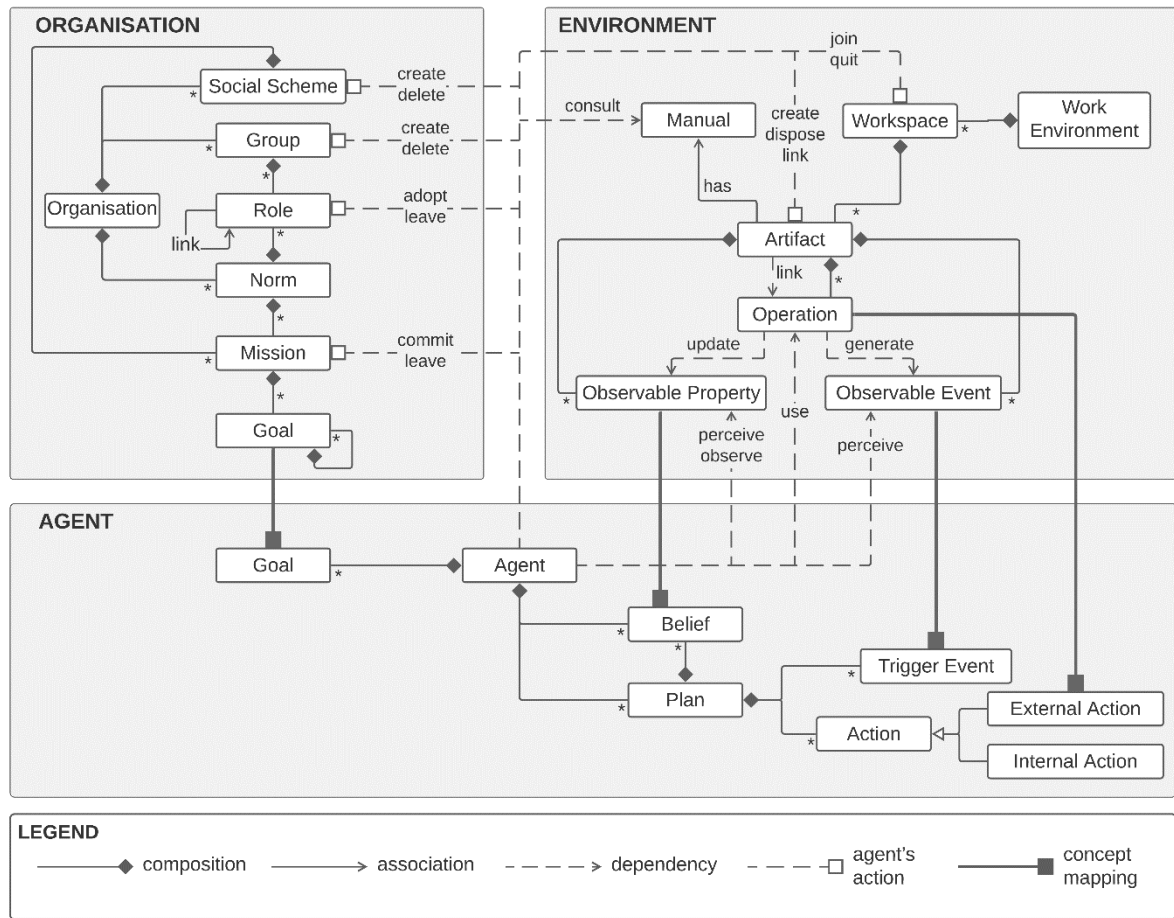 ORGANISATION
Social Scheme
*
create
delete
Group
*
create
delete
*
Organisation
Role
adopt
leave
link
*
Norm
*
*
Mission
*
commit
leave
*
Goal
*
ENVIRONMENT
join
quit
consult
Manual
create
dispose
link
Workspace
*
Work
Environment
has
*
Artifact
link
*
Operation
update
generate
Observable Property
*
Observable Event
*
perceive
observe
use
perceive
AGENT
Goal
*
Agent
Belief
*
*
Plan
*
Trigger Event
*
Action
*
External Action
Internal Action
LEGEND
composition
association
dependency
agent's
action
concept
mapping